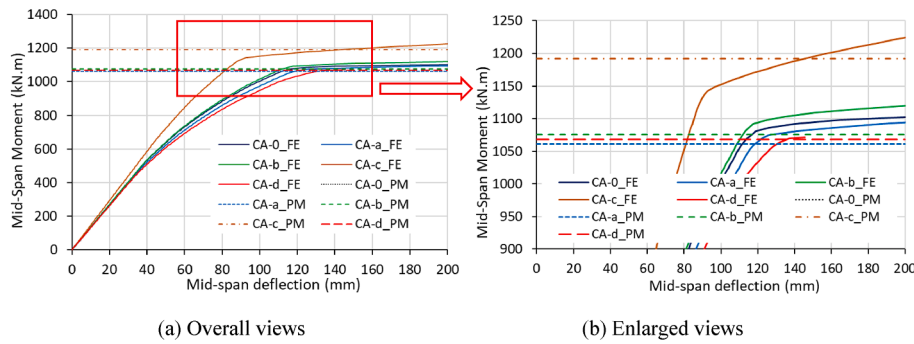 Mid-Span Moment (kN.m)
1400
1200
1000
800
600
400
200
0
CA-0_FE CA-a_FE
CA-b_FE CA-c_FE
CA-d_FE CA-0_PM
CA-a_PM CA-b_PM
CA-c_PM CA-d_PM
0 20 40 60 80 100 120 140 160 180 200
Mid-span deflection (mm)
(a) Overall views
Mid-Span Moment (kN.m)
1250
1200
1150
1100
1050
1000
950
900
CA-0_FE CA-a_FE CA-b_FE
CA-c_FE CA-d_FE CA-0_PM
CA-a_PM CA-b_PM CA-c_PM
CA-d_PM
0 20 40 60 80 100 120 140 160 180 200
Mid-span deflection (mm)
(b) Enlarged views